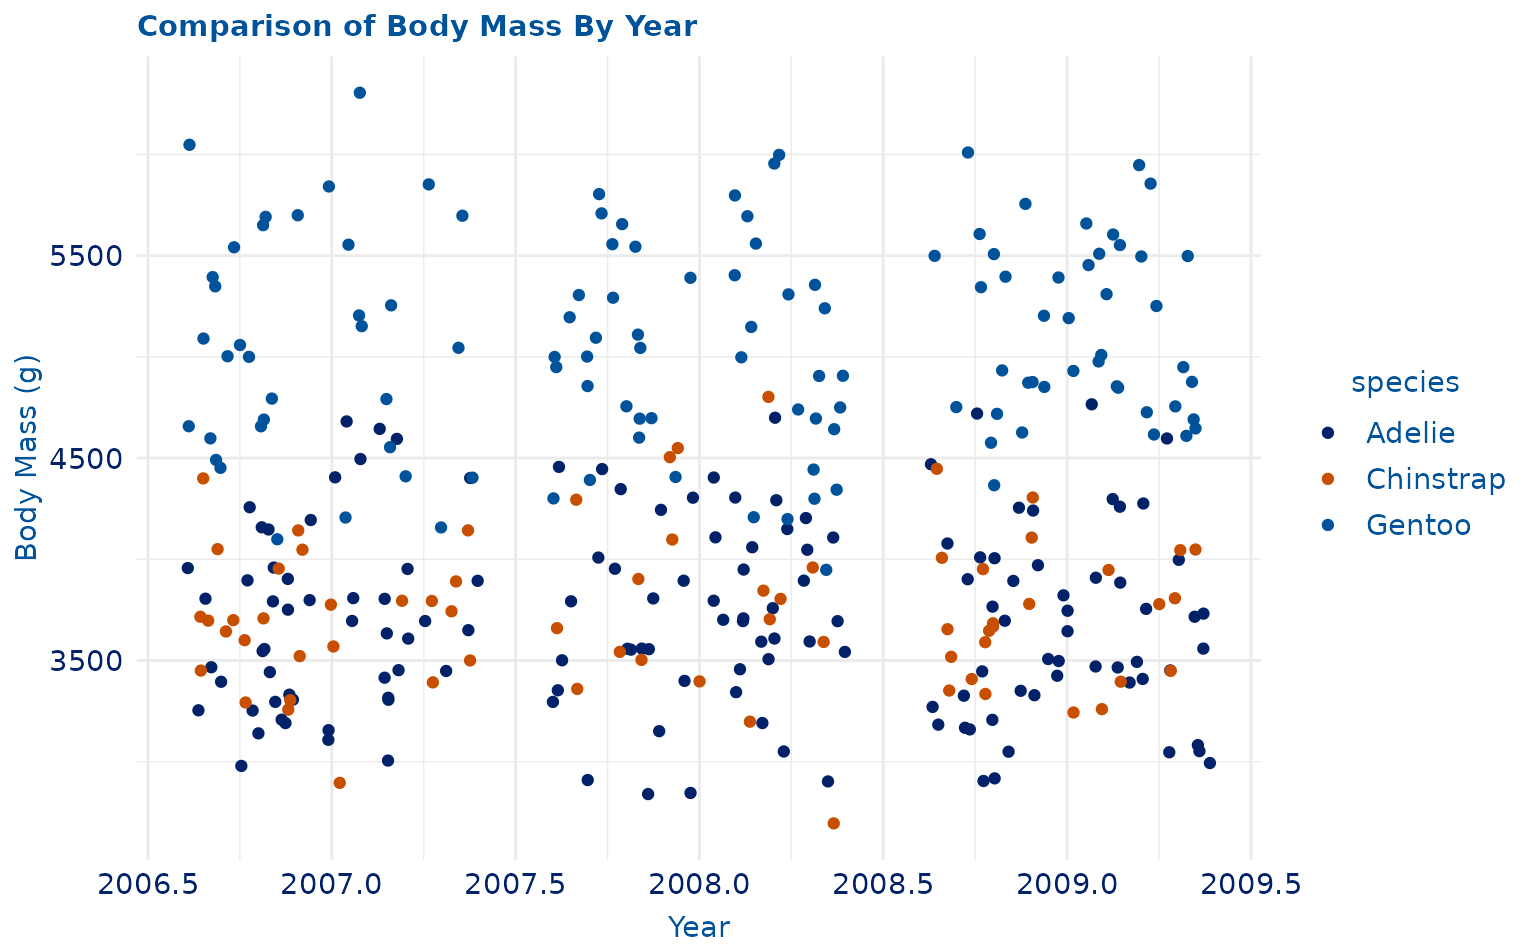 Comparison of Body Mass By Year
5500
4500
3500
Body Mass (g)
2006.5 2007.0 2007.5 2008.0 2008.5 2009.0 2009.5
Year
species
Adelie
Chinstrap
Gentoo